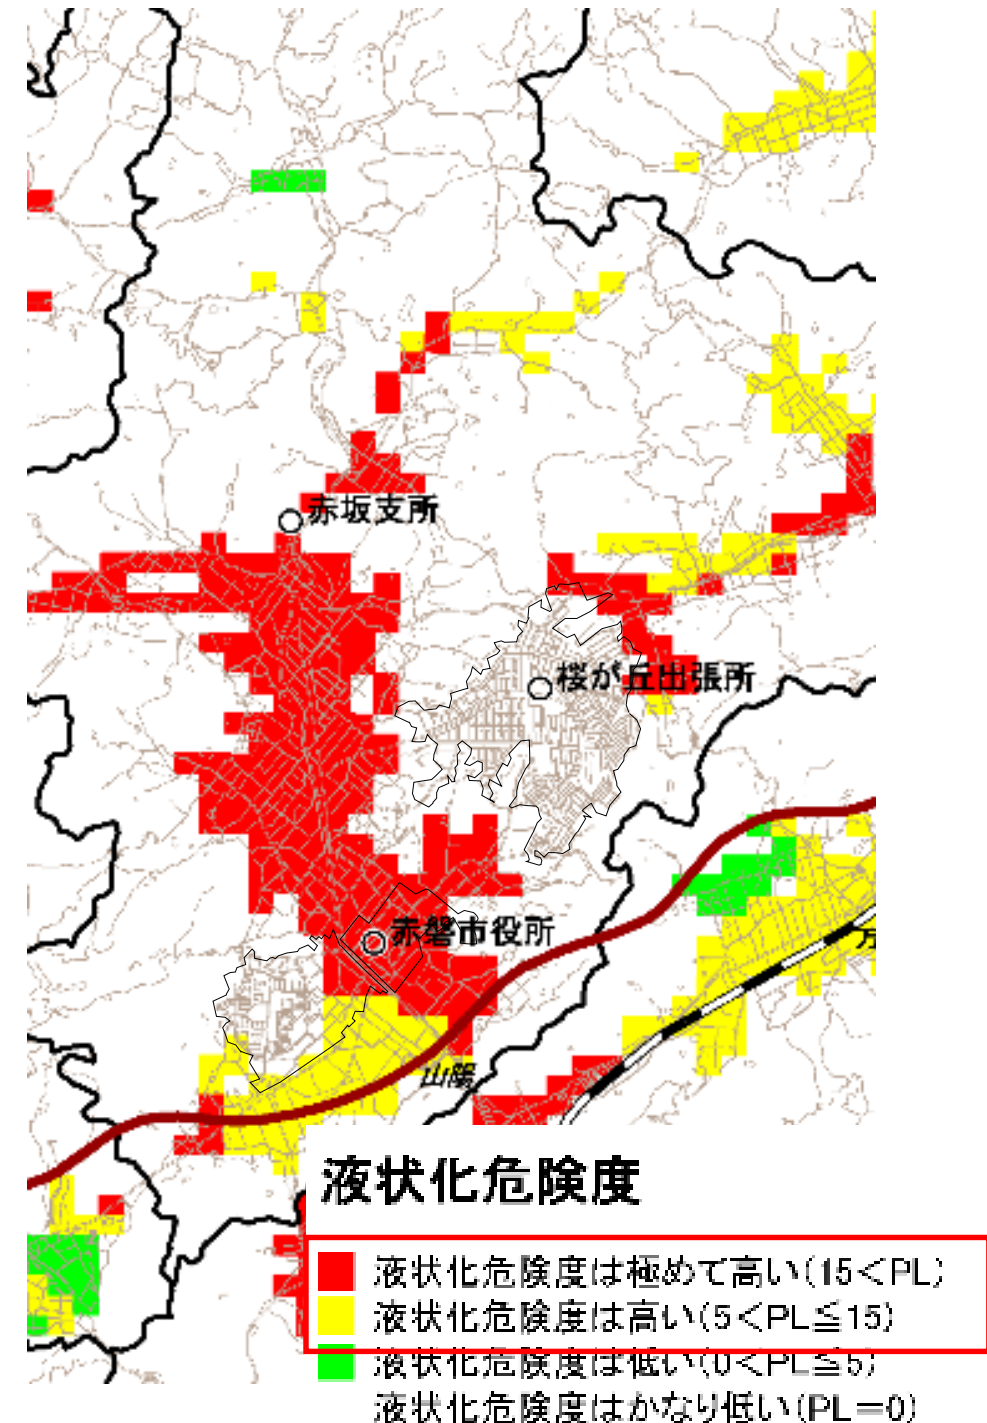 赤坂支所
桜が丘出張所
赤磐市役所
山陽
液状化危険度
液状化危険度は極めて高い(15<PL)
液状化危険度は高い(5<PL≦15)
液状化危険度は低い(0<PL≦5)
液状化危険度はかなり低い(PL=0)